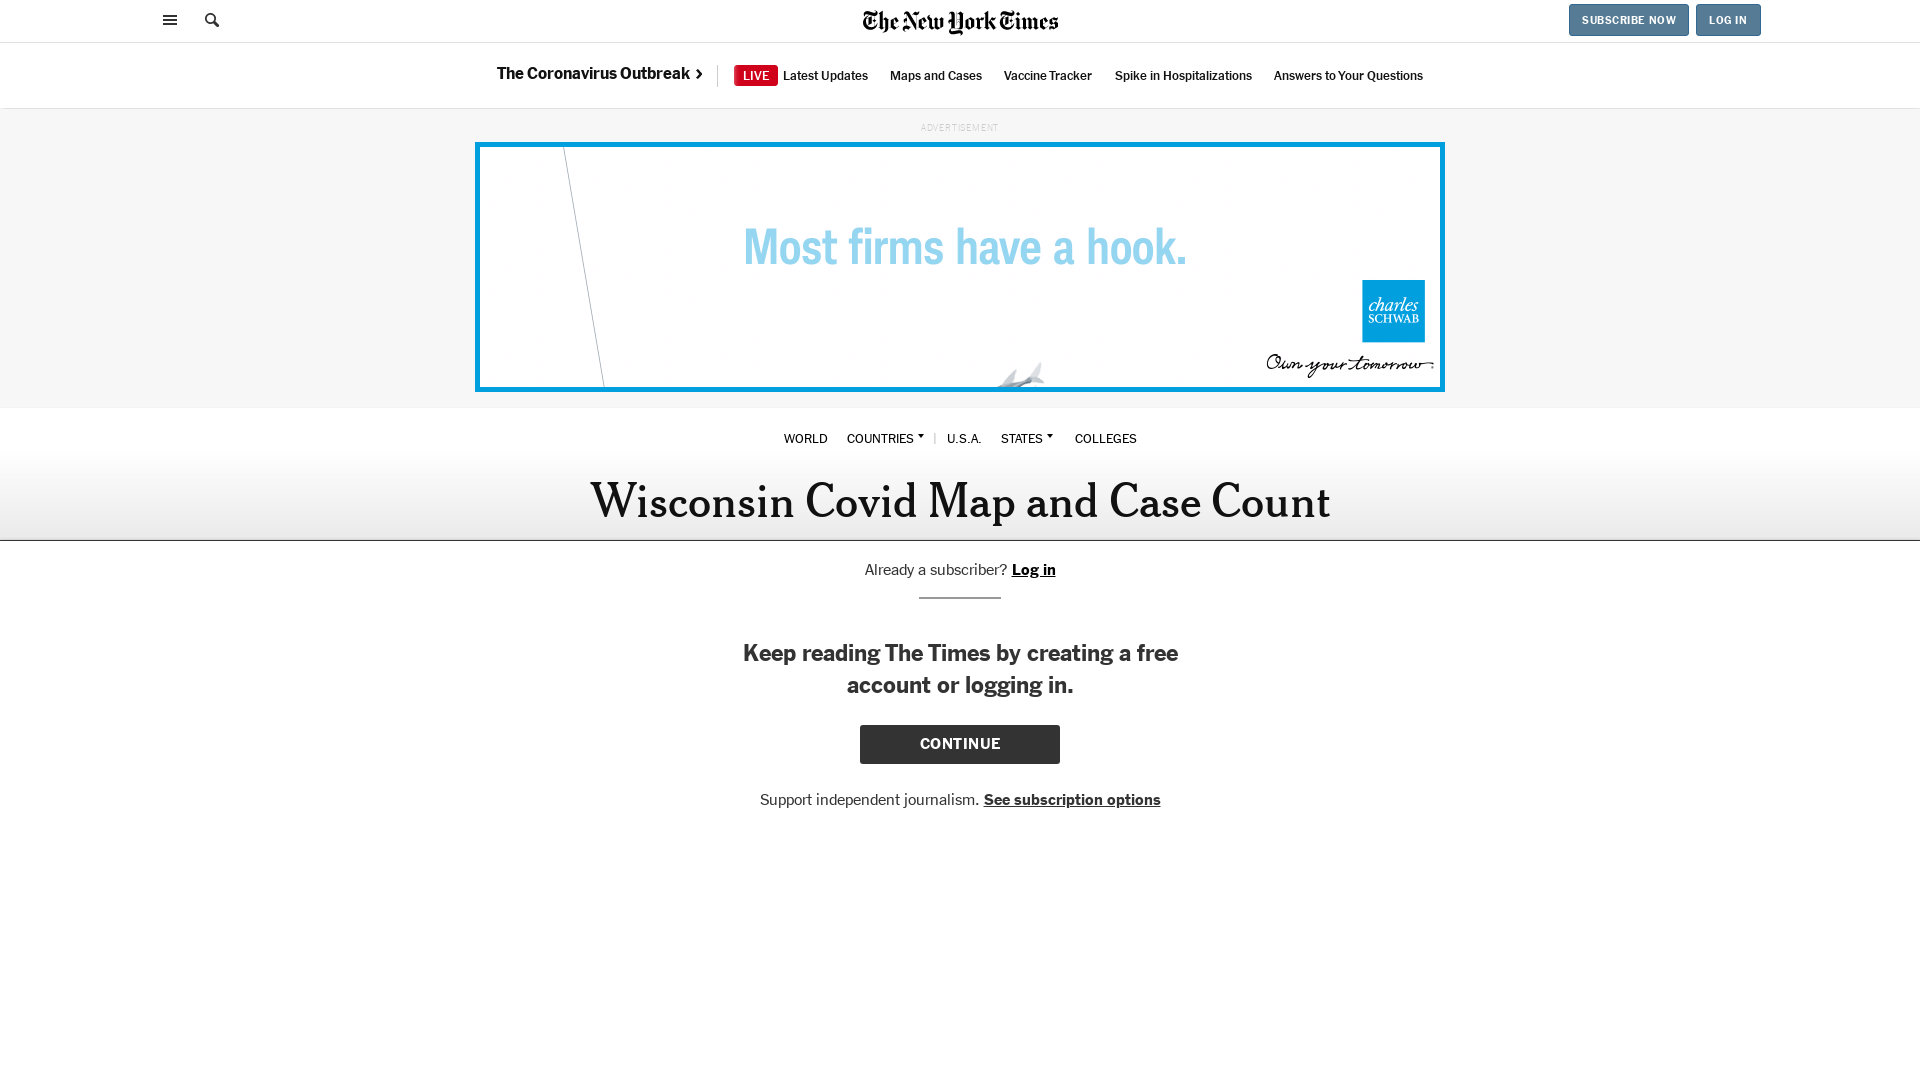 The New York Times
SUBSCRIBE NOW
LOG IN
The Coronavirus Outbreak
LIVE Latest Updates
Maps and Cases
Vaccine Tracker
Spike in Hospitalizations
Answers to Your Questions
ADVERTISEMENT
Most firms have a hook.
charles
SCHWAB
Own your tomorrow
WORLD
COUNTRIES
U.S.A.
STATES
COLLEGES
Wisconsin Covid Map and Case Count
Already a subscriber? Log in
Keep reading The Times by creating a free
account or logging in.
CONTINUE
Support independent journalism. See subscription options